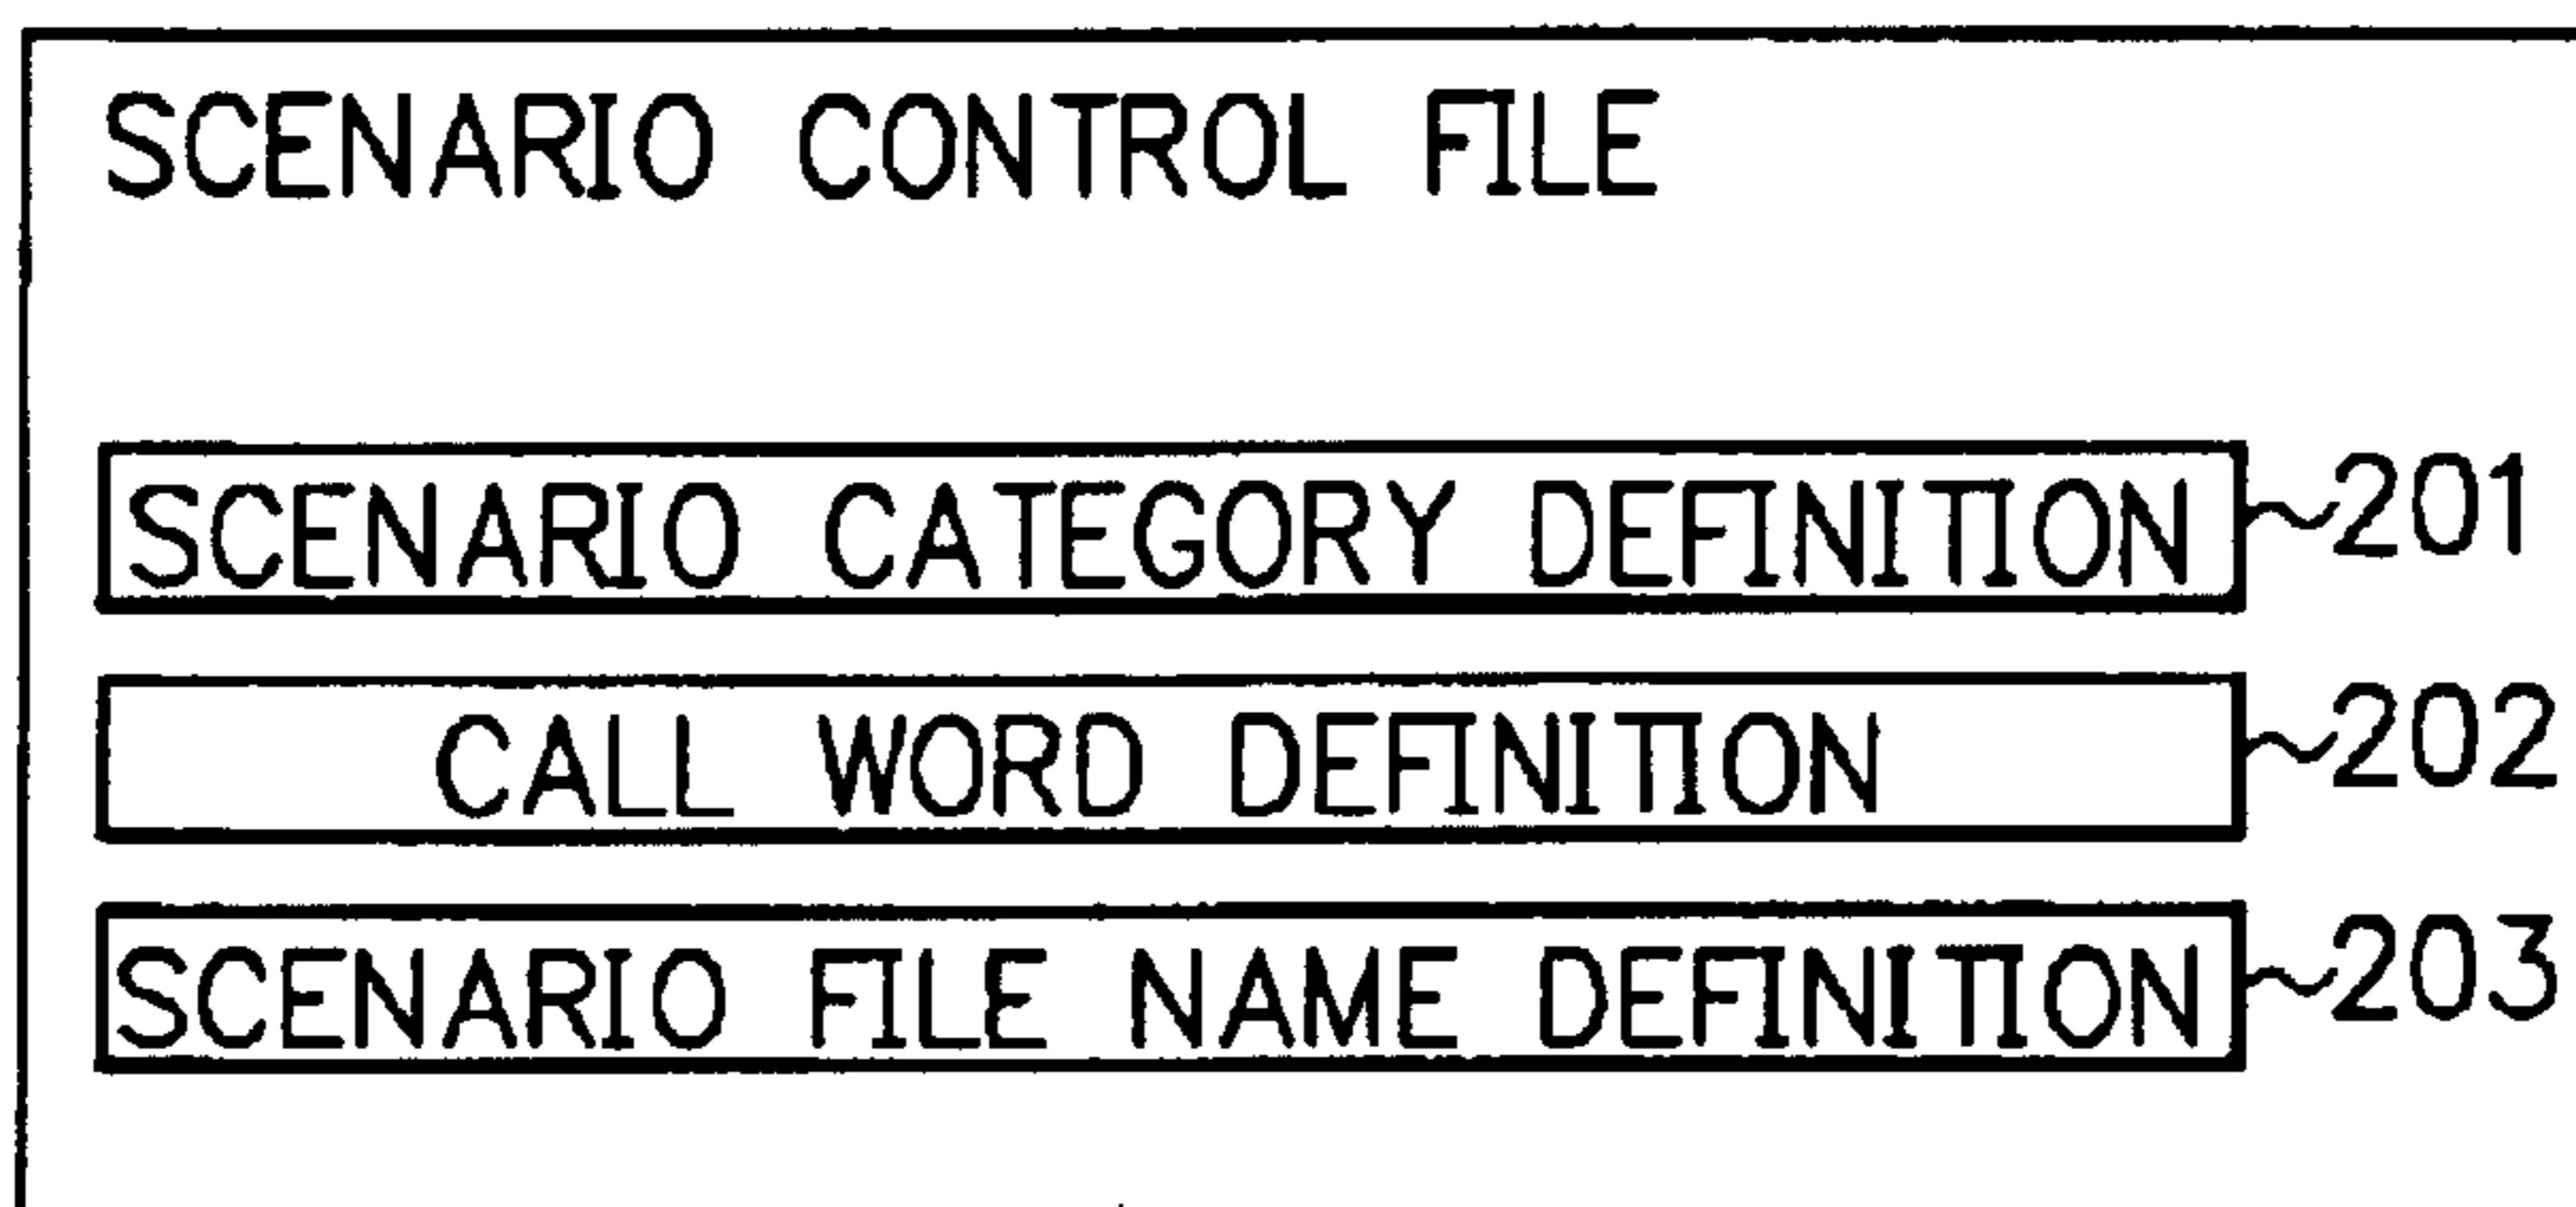 SCENARIO CONTROL FILE
SCENARIO CATEGORY DEFINITION 201
CALL WORD DEFINITION 202
SCENARIO FILE NAME DEFINITION 203